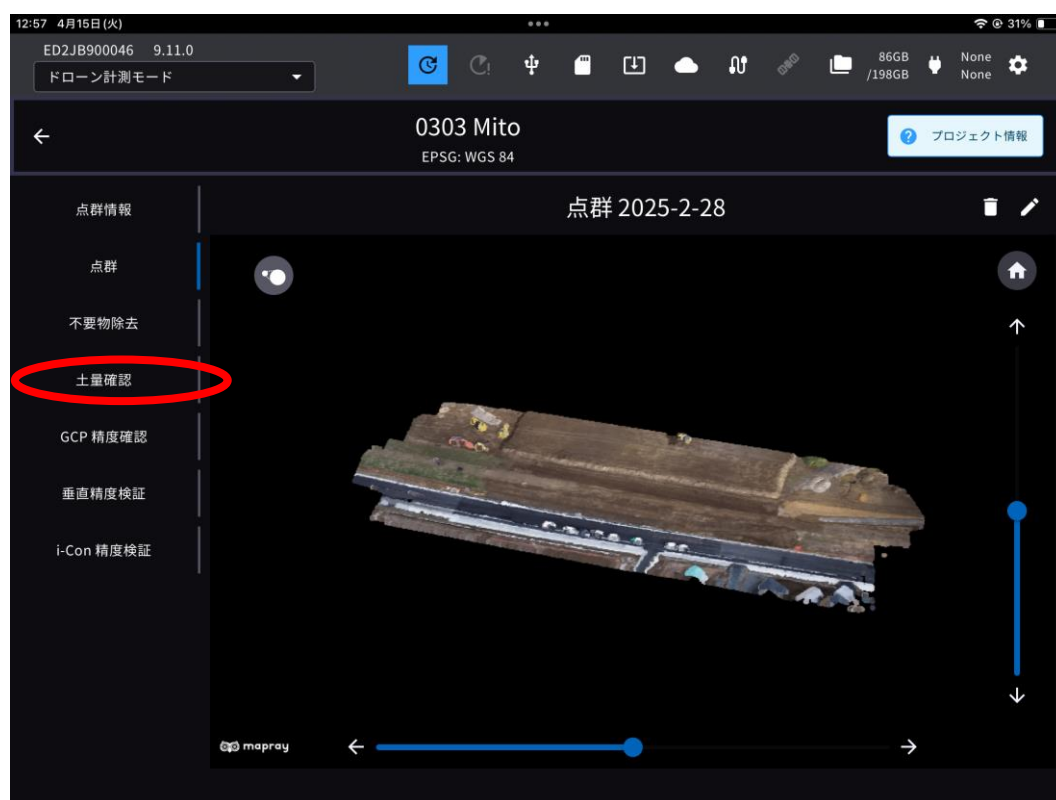 12:57 4月15日(火)
31%
ED2JB900046 9.11.0
ドローン計測モード
86GB
/198GB
None
None
0303 Mito
EPSG: WGS 84
プロジェクト情報
点群情報
点群
不要物除去
土量確認
GCP 精度確認
垂直精度検証
i-Con 精度検証
点群 2025-2-28
mapray